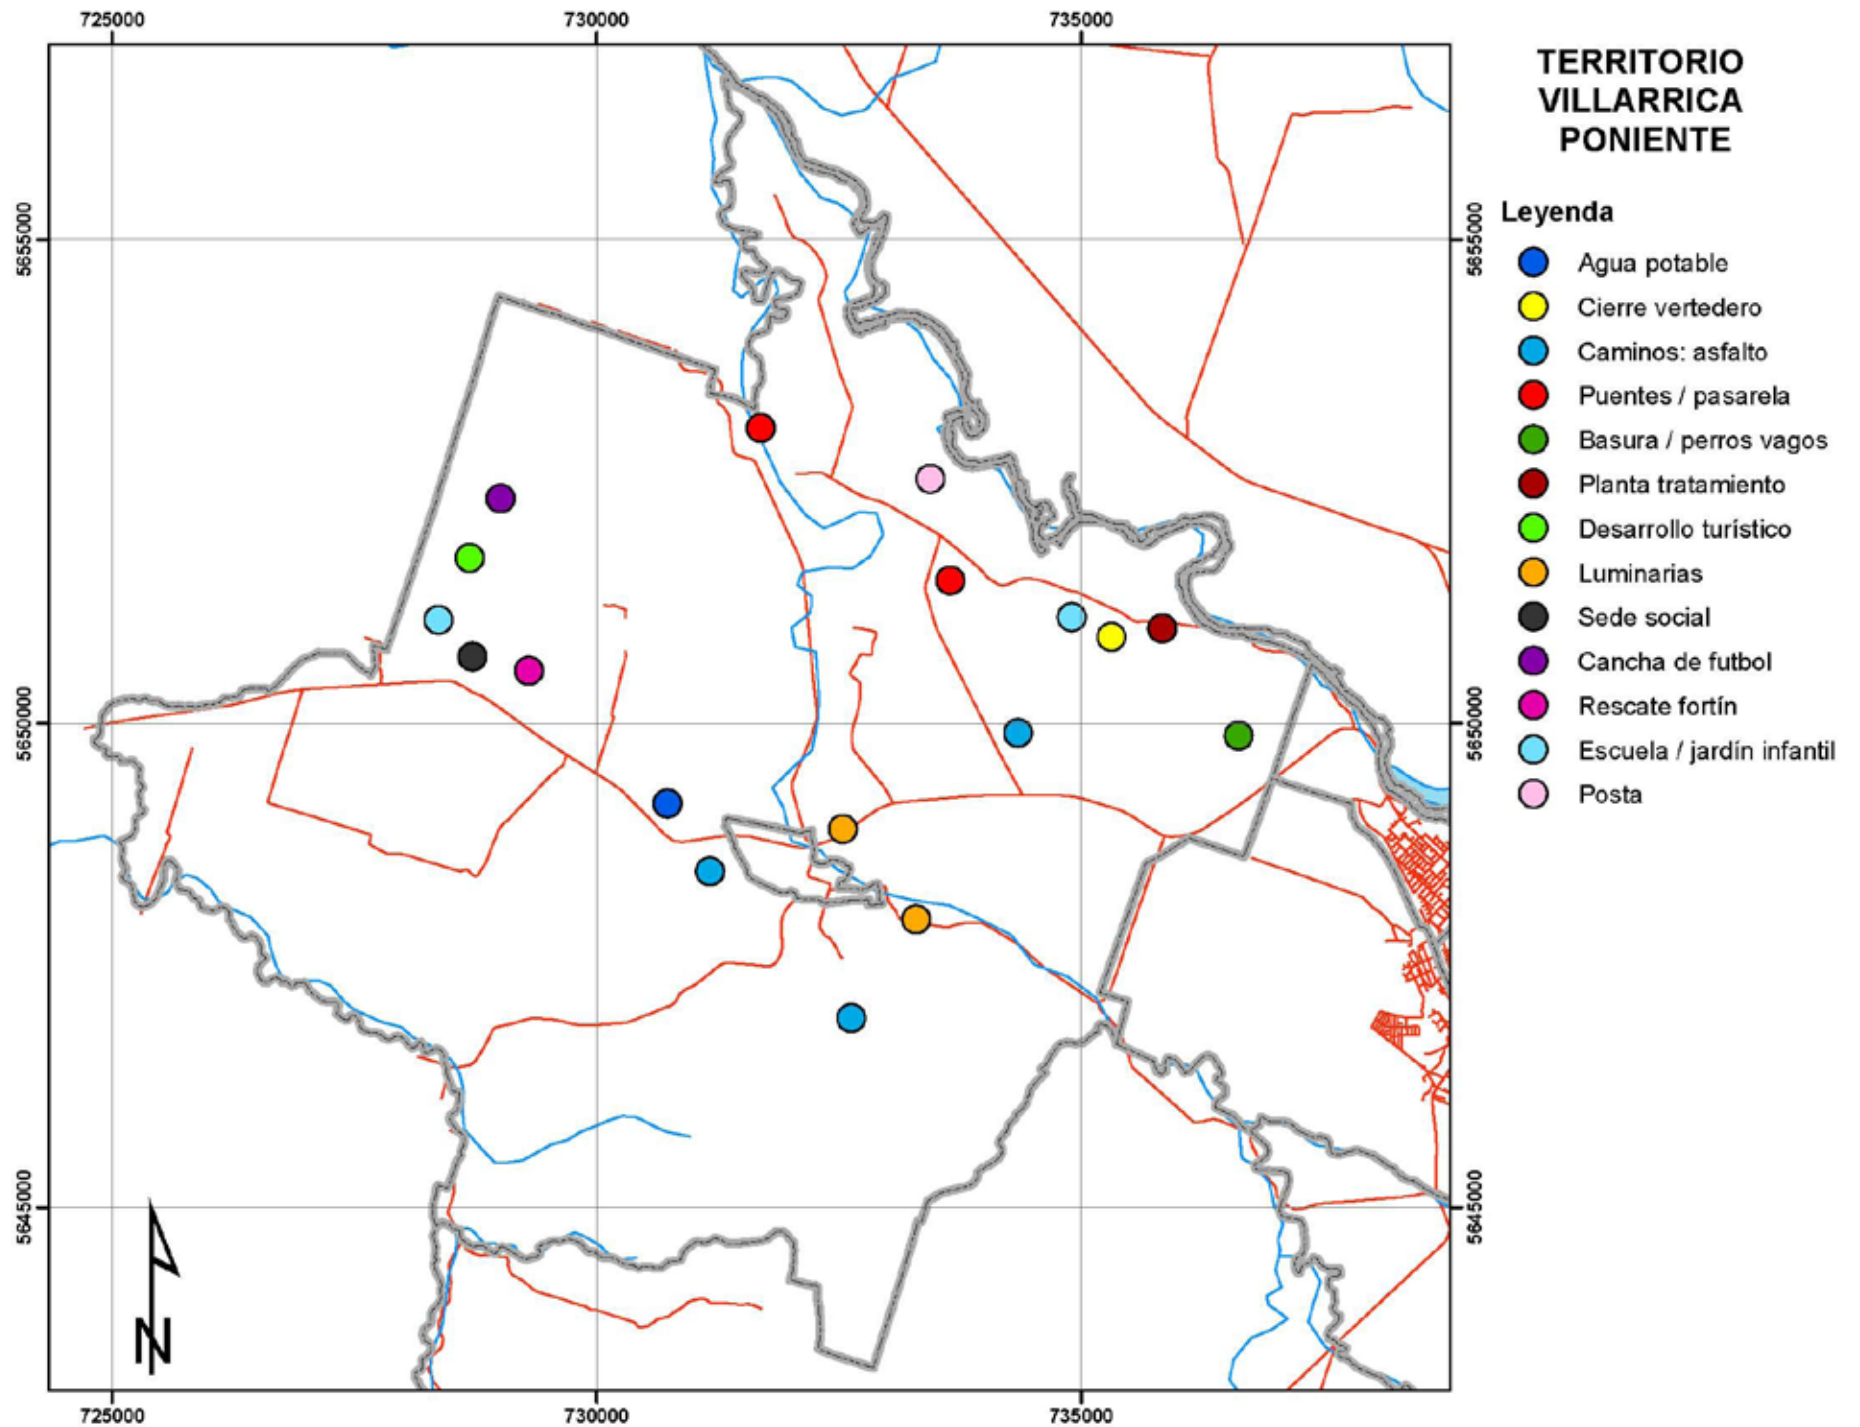 725000
730000
735000
TERRITORIO
VILLARRICA
PONIENTE
5655000
5655000
Leyenda
Agua potable
Cierre vertedero
Caminos: asfalto
Puentes / pasarela
Basura / perros vagos
Planta tratamiento
Desarrollo turístico
Luminarias
Sede social
Cancha de futbol
Rescate fortín
Escuela / jardín infantil
Posta
5650000
5650000
5645000
5645000
N
725000
730000
735000